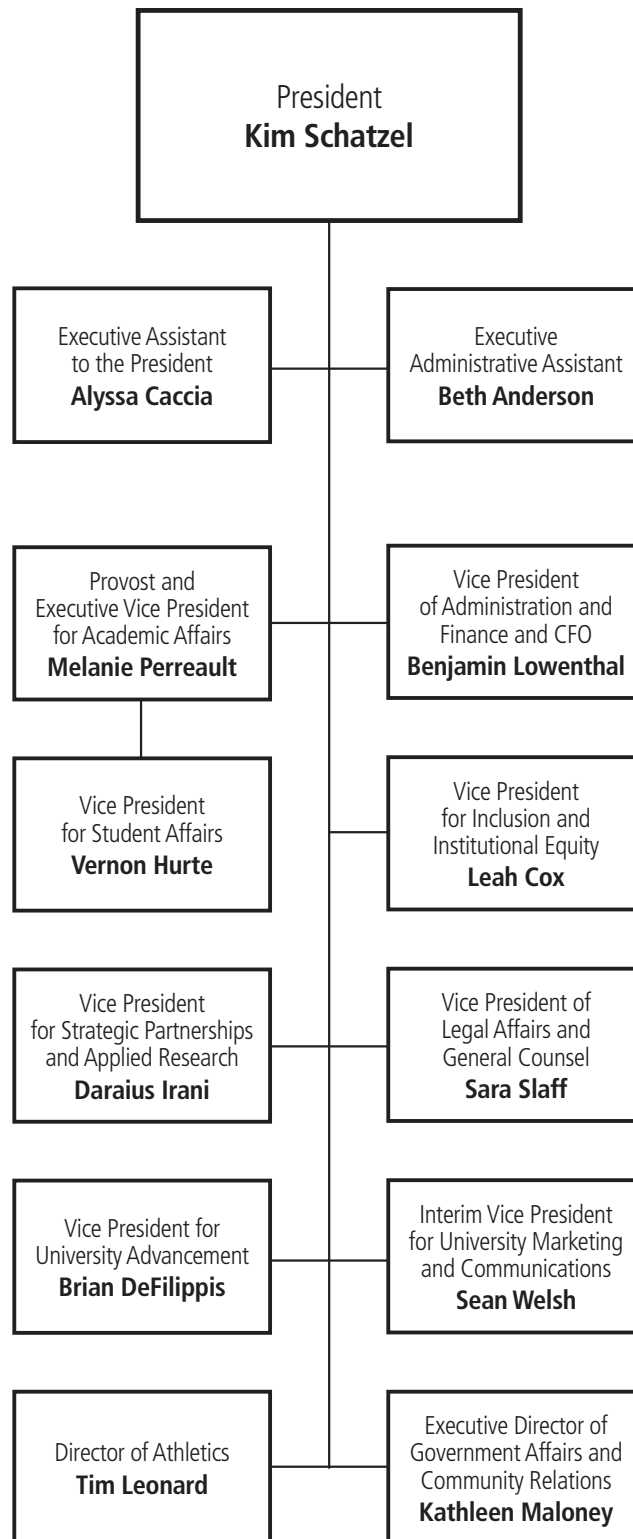 President
Kim Schatzel
Executive Assistant
to the President
Alyssa Caccia
Executive
Administrative Assistant
Beth Anderson
Provost and
Executive Vice President
for Academic Affairs
Melanie Perreault
Vice President
of Administration and
Finance and CFO
Benjamin Lowenthal
Vice President
for Student Affairs
Vernon Hurte
Vice President
for Inclusion and
Institutional Equity
Leah Cox
Vice President
for Strategic Partnerships
and Applied Research
Daraius Irani
Vice President of
Legal Affairs and
General Counsel
Sara Slaff
Vice President for
University Advancement
Brian DeFilippis
Interim Vice President
for University Marketing
and Communications
Sean Welsh
Director of Athletics
Tim Leonard
Executive Director of
Government Affairs and
Community Relations
Kathleen Maloney